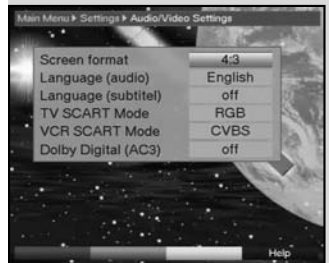 Main Menu ▸ Settings ▸ Audio/Video Settings
Screen format 4:3
Language (audio) English
Language (subtitel) off
TV SCART Mode RGB
VCR SCART Mode CVBS
Dolby Digital (AC3) off
Help